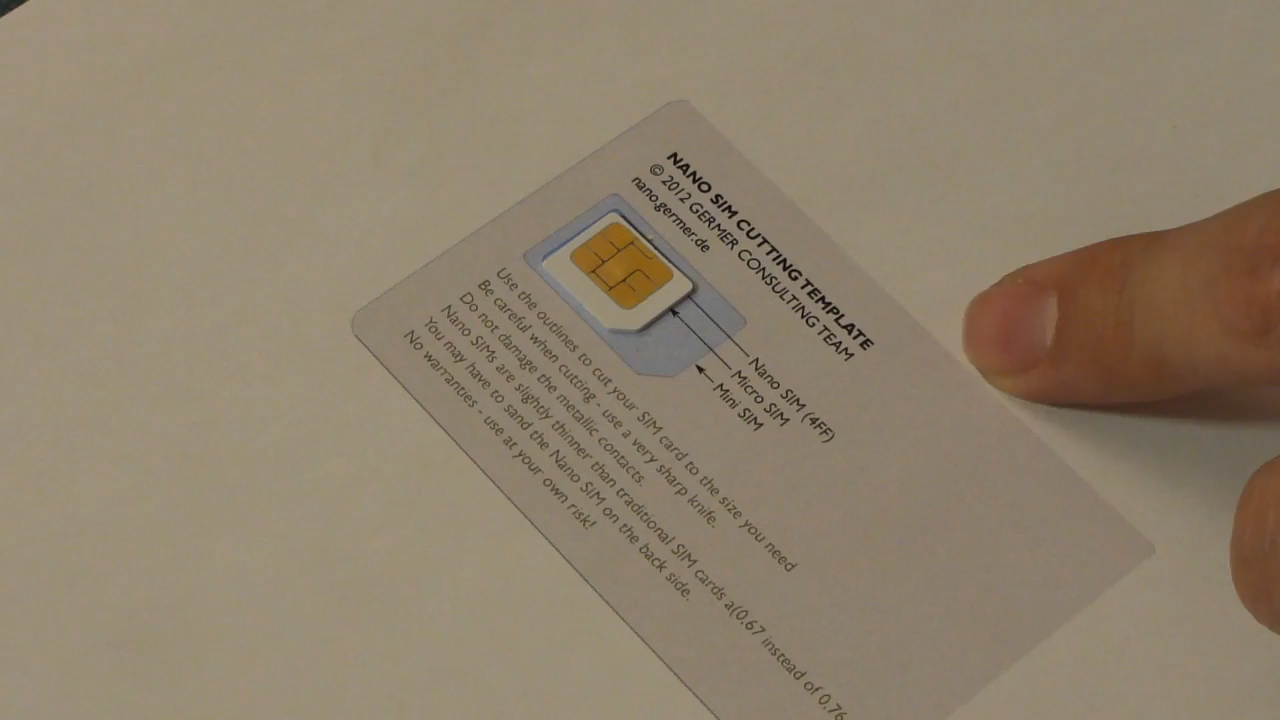 NANO SIM CUTTING TEMPLATE
© 2012 GERMER CONSULTING TEAM
nano.germer.de
Nano SIM (4FF)
Micro SIM
Mini SIM
Use the outlines to cut your SIM card to the size you need
Be careful when cutting - use a very sharp knife.
Do not damage the metallic contacts.
Nano SIMs are slightly thinner than traditional SIM cards a(0.67 instead of 0.76
You may have to sand the Nano SIM on the back side.
No warranties - use at your own risk!